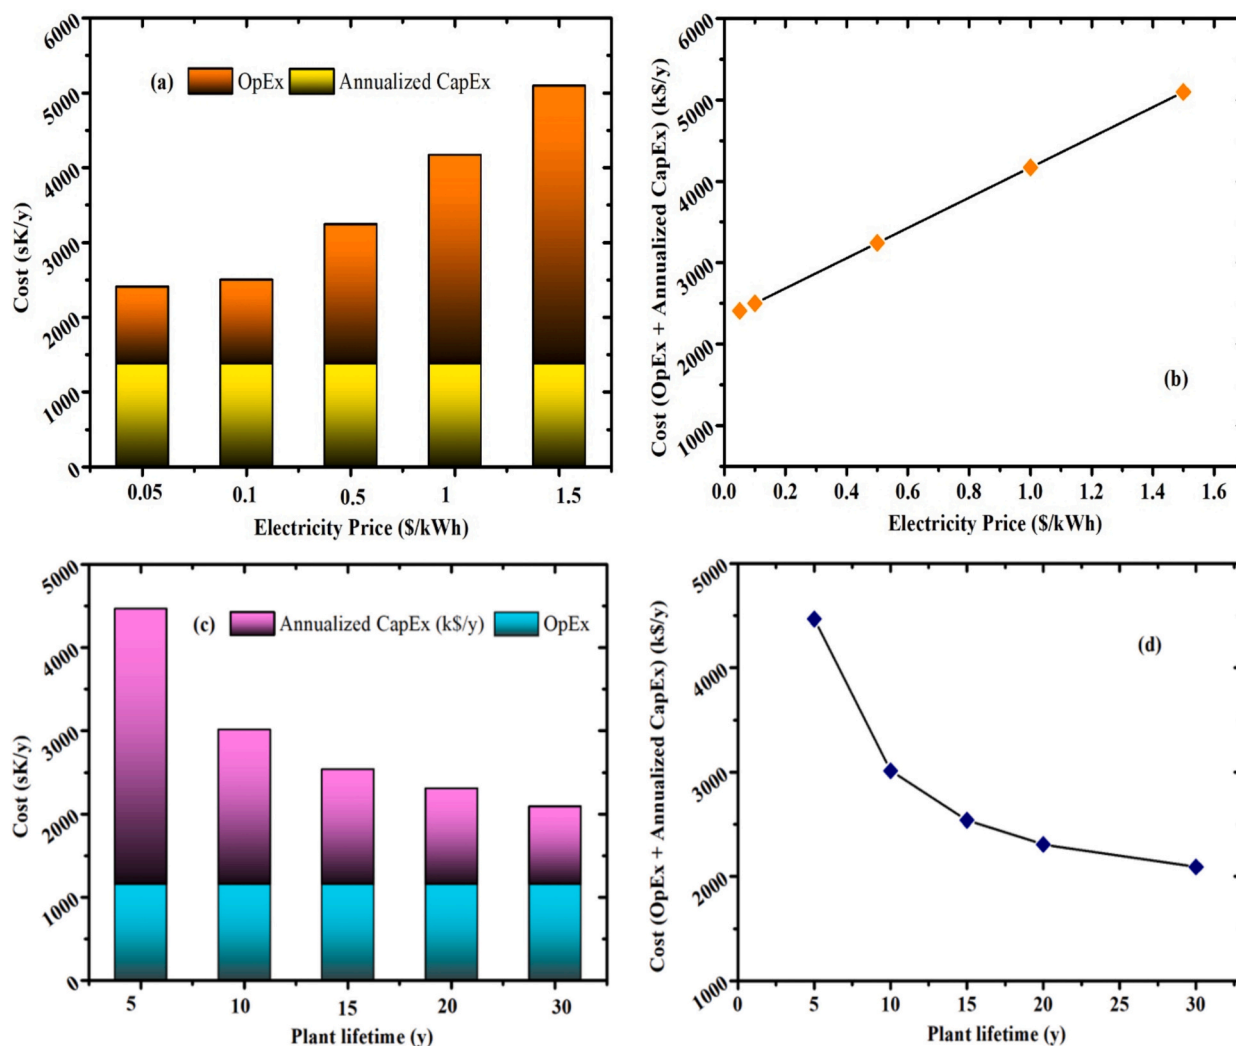 6000
5000
4000
3000
2000
1000
0
Cost (sK/y)
(a) OpEx Annualized CapEx
0.05 0.1 0.5 1 1.5
Electricity Price ($/kWh)
6000
5000
4000
3000
2000
1000
Cost (OpEx + Annualized CapEx) (k$/y)
(b)
0.0 0.2 0.4 0.6 0.8 1.0 1.2 1.4 1.6
Electricity Price ($/kWh)
5000
4000
3000
2000
1000
0
Cost (sK/y)
(c) Annualized CapEx (k$/y) OpEx
5 10 15 20 30
Plant lifetime (y)
5000
4000
3000
2000
1000
Cost (OpEx + Annualized CapEx) (k$/y)
(d)
0 5 10 15 20 25 30
Plant lifetime (y)